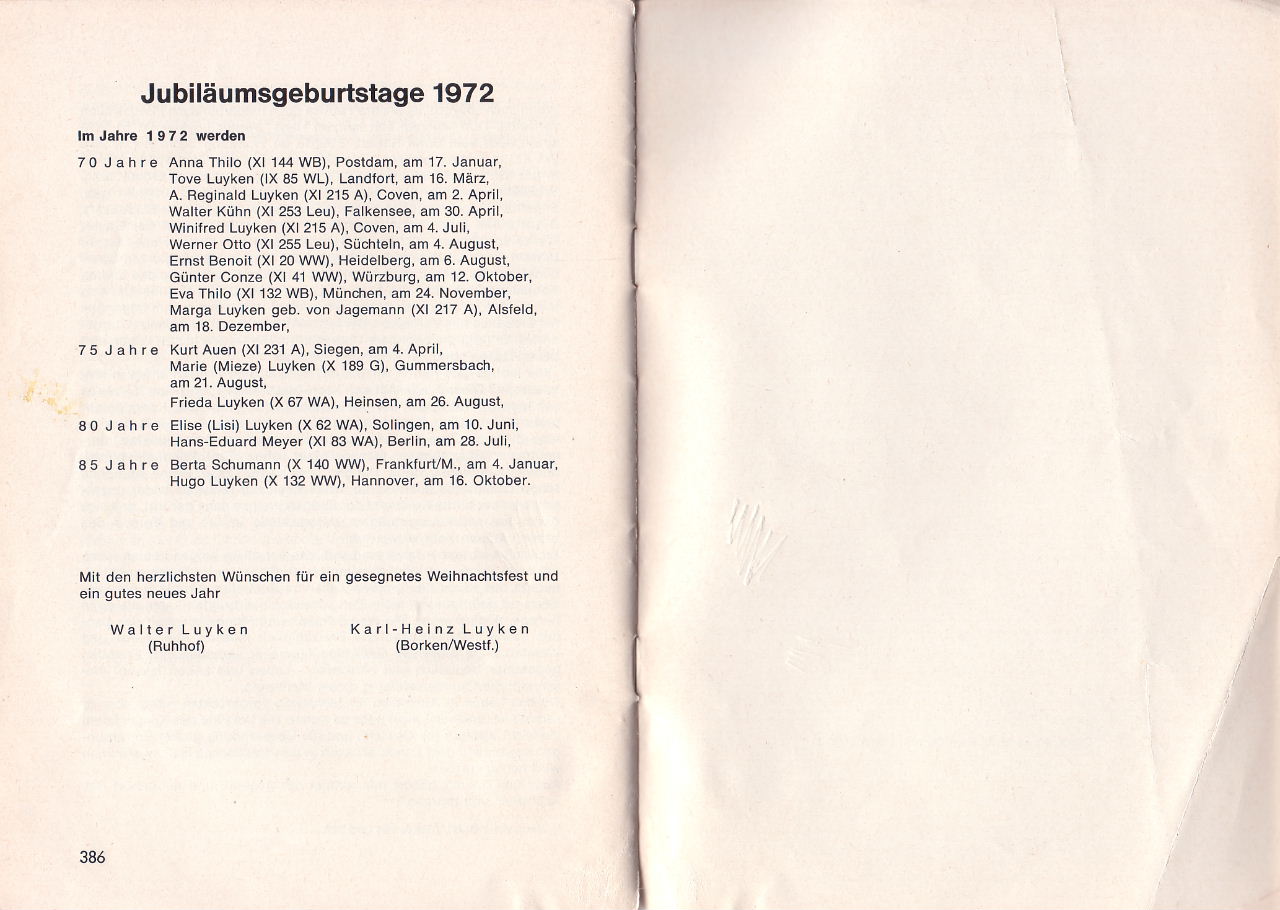 Jubiläumsgeburtstage 1972
Im Jahre 1972 werden
70 Jahre Anna Thilo (XI 144 WB), Postdam, am 17. Januar,
Tove Luyken (IX 85 WL), Landfort, am 16. März,
A. Reginald Luyken (XI 215 A), Coven, am 2. April,
Walter Kühn (XI 253 Leu), Falkensee, am 30. April,
Winifred Luyken (XI 215 A), Coven, am 4. Juli,
Werner Otto (XI 255 Leu), Süchteln, am 4. August,
Ernst Benoit (XI 20 WW), Heidelberg, am 6. August,
Günter Conze (XI 41 WW), Würzburg, am 12. Oktober,
Eva Thilo (XI 132 WB), München, am 24. November,
Marga Luyken geb. von Jagemann (XI 217 A), Alsfeld,
am 18. Dezember,
75 Jahre Kurt Auen (XI 231 A), Siegen, am 4. April,
Marie (Mieze) Luyken (X 189 G), Gummersbach,
am 21. August,
Frieda Luyken (X 67 WA), Heinsen, am 26. August,
80 Jahre Elise (Lisi) Luyken (X 62 WA), Solingen, am 10. Juni,
Hans-Eduard Meyer (XI 83 WA), Berlin, am 28. Juli,
85 Jahre Berta Schumann (X 140 WW), Frankfurt/M., am 4. Januar,
Hugo Luyken (X 132 WW), Hannover, am 16. Oktober.
Mit den herzlichsten Wünschen für ein gesegnetes Weihnachtsfest und
ein gutes neues Jahr
Walter Luyken Karl-Heinz Luyken
(Ruhhof) (Borken/Westf.)
386